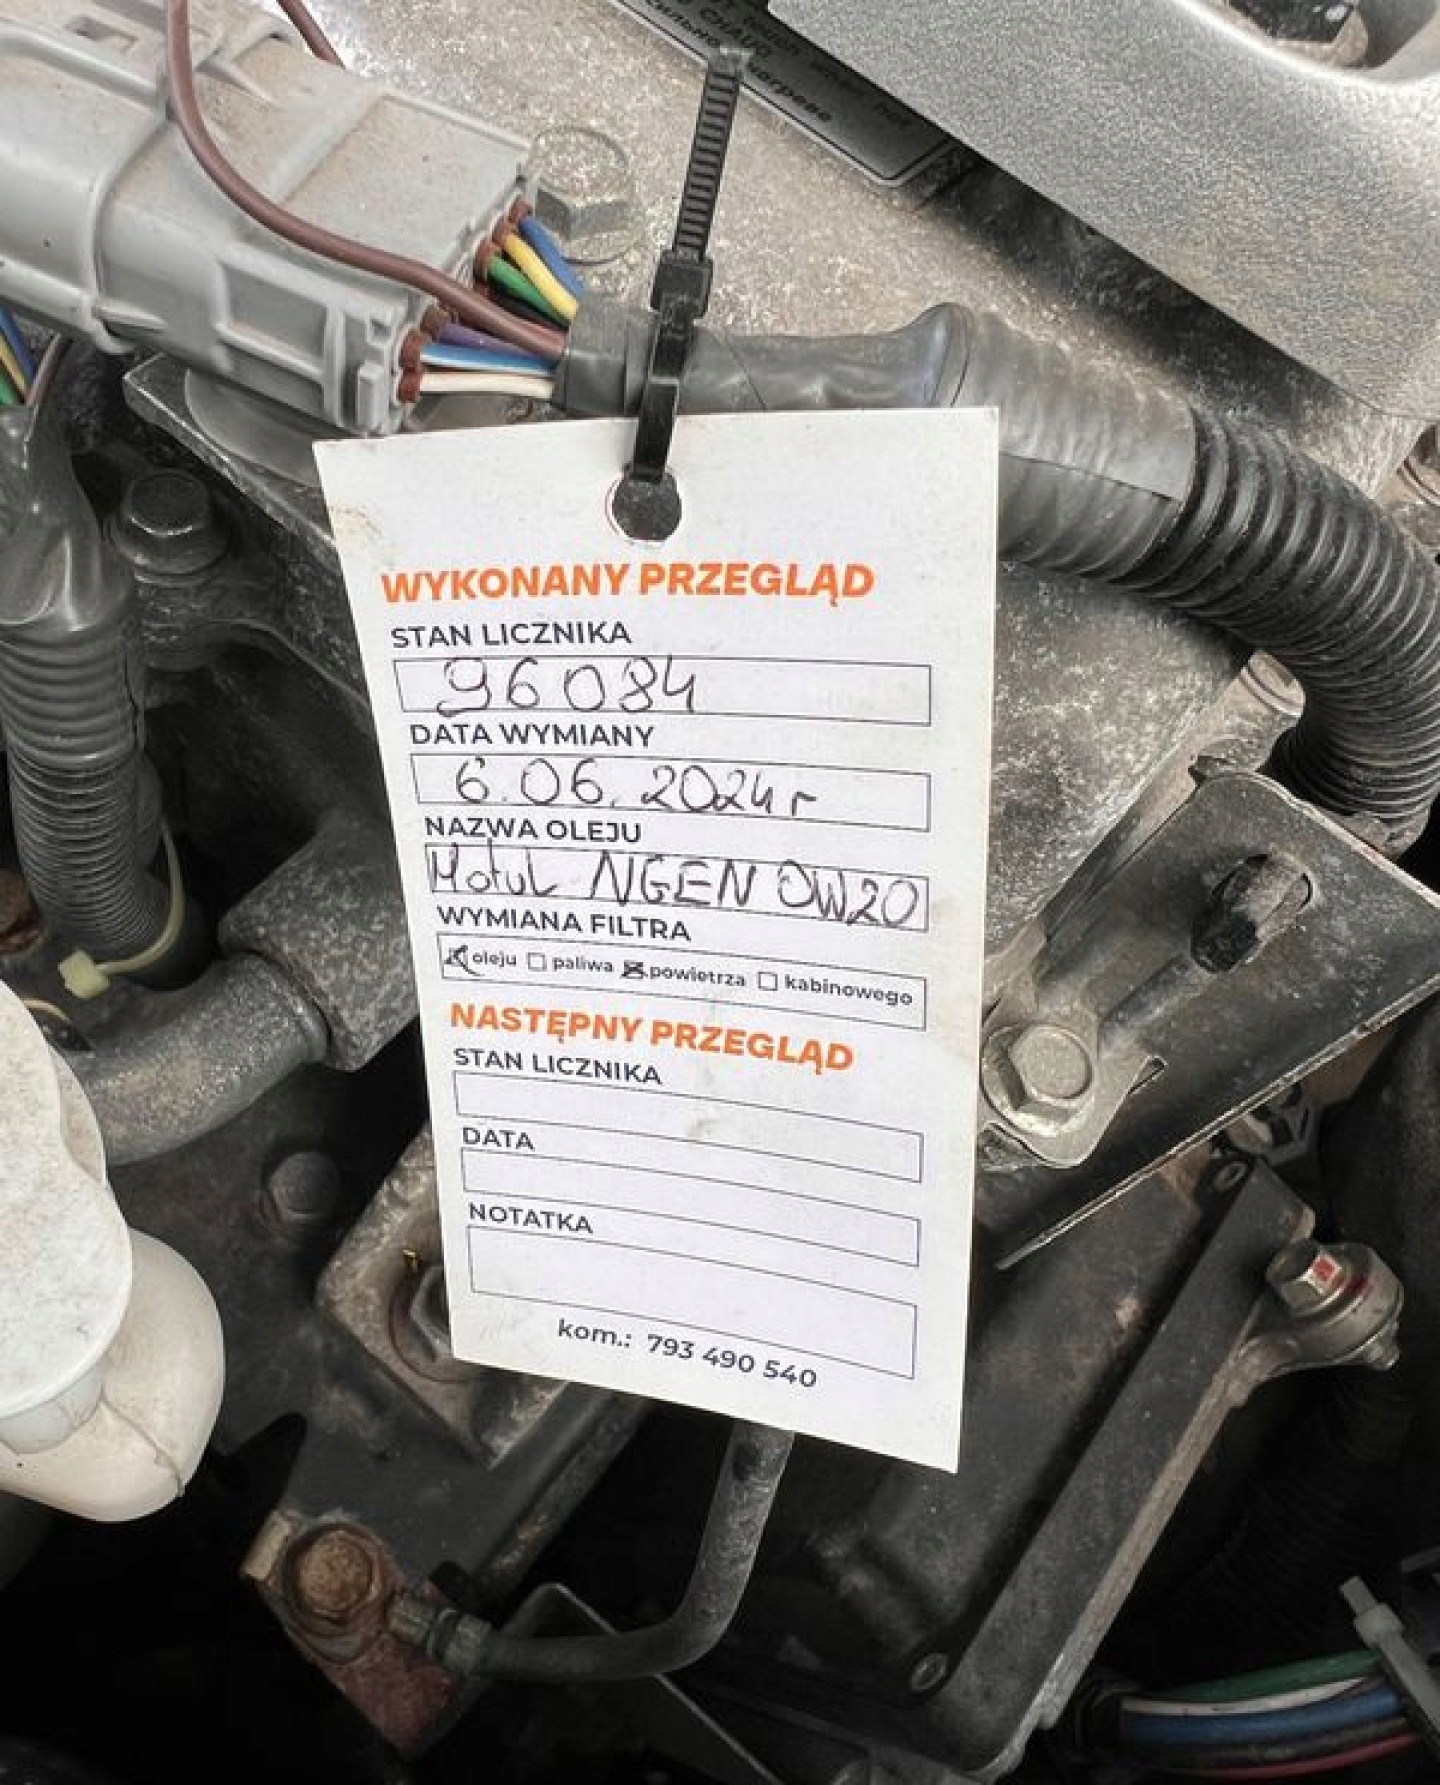 WYKONANY PRZEGLĄD
STAN LICZNIKA
96084
DATA WYMIANY
6.06.2024r
NAZWA OLEJU
Motul NGEN 0W20
WYMIANA FILTRA
oleju paliwa powietrza kabinowego
NASTĘPNY PRZEGLĄD
STAN LICZNIKA
DATA
NOTATKA
kom.: 793 490 540